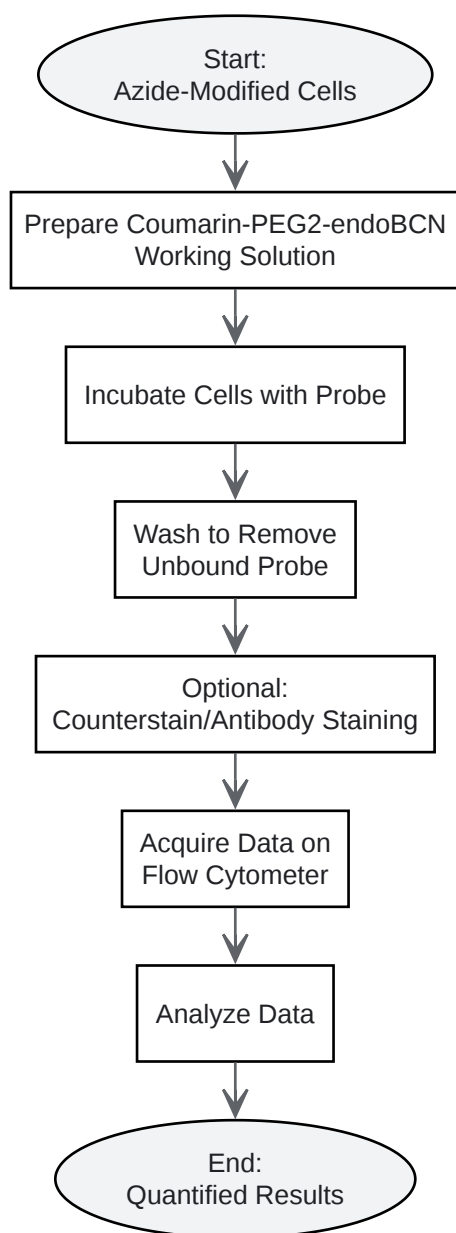 Start:
Azide-Modified Cells
Prepare Coumarin-PEG2-endoBCN
Working Solution
Incubate Cells with Probe
Wash to Remove
Unbound Probe
Optional:
Counterstain/Antibody Staining
Acquire Data on
Flow Cytometer
Analyze Data
End:
Quantified Results